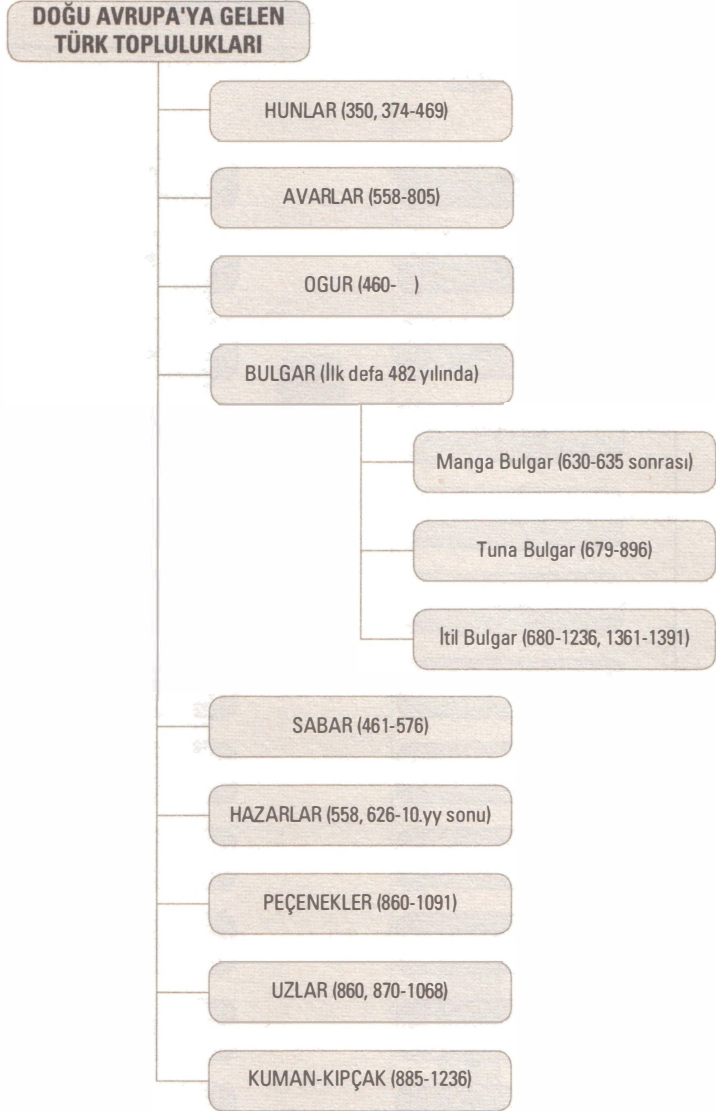 DOĞU AVRUPA'YA GELEN
TÜRK TOPLULUKLARI
HUNLAR (350, 374-469)
AVARLAR (558-805)
OGUR (460- )
BULGAR (İlk defa 482 yılında)
Manga Bulgar (630-635 sonrası)
Tuna Bulgar (679-896)
İtil Bulgar (680-1236, 1361-1391)
SABAR (461-576)
HAZARLAR (558, 626-10.yy sonu)
PEÇENEKLER (860-1091)
UZLAR (860, 870-1068)
KUMAN-KIPÇAK (885-1236)